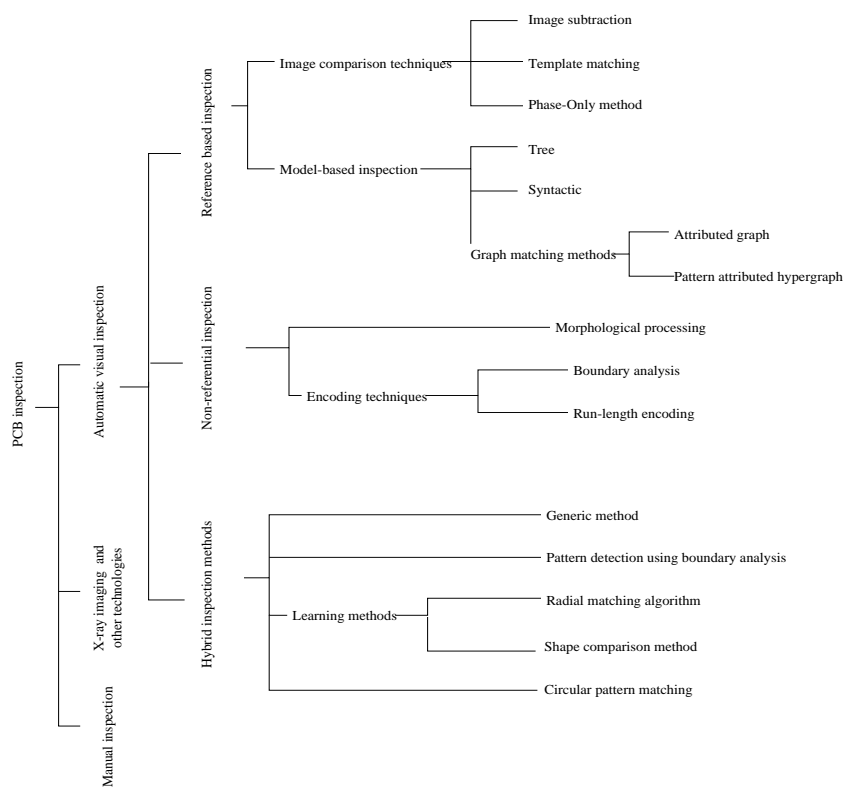 PCB inspection
Automatic visual inspection
X-ray imaging and
other technologies
Manual inspection
Reference based inspection
Image comparison techniques
Image subtraction
Template matching
Phase-Only method
Model-based inspection
Tree
Syntactic
Graph matching methods
Attributed graph
Pattern attributed hypergraph
Non-referential inspection
Morphological processing
Encoding techniques
Boundary analysis
Run-length encoding
Hybrid inspection methods
Generic method
Pattern detection using boundary analysis
Learning methods
Radial matching algorithm
Shape comparison method
Circular pattern matching